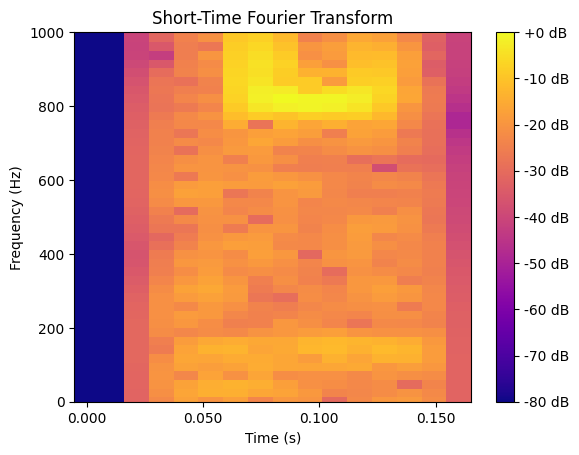 Short-Time Fourier Transform
1000
800
600
400
200
0
Frequency (Hz)
0.000
0.050
0.100
0.150
Time (s)
+0 dB
-10 dB
-20 dB
-30 dB
-40 dB
-50 dB
-60 dB
-70 dB
-80 dB